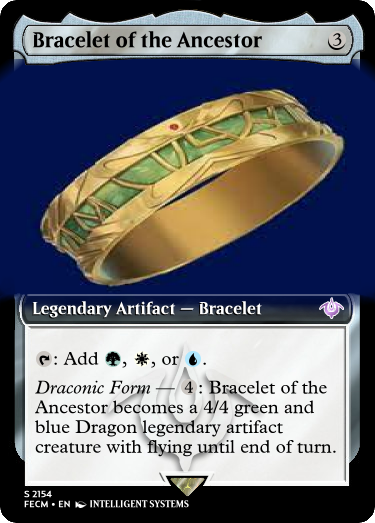 Bracelet of the Ancestor 3
Legendary Artifact — Bracelet
: Add , , or .
Draconic Form — 4 : Bracelet of the
Ancestor becomes a 4/4 green and
blue Dragon legendary artifact
creature with flying until end of turn.
S 2154
FECM • EN INTELLIGENT SYSTEMS